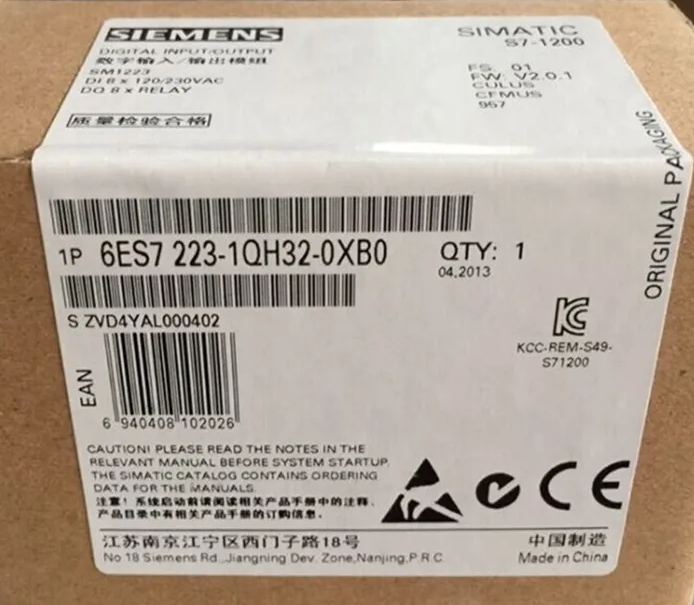 SIEMENS
DIGITAL INPUT/OUTPUT
数字输入/输出模组
SM1223
DI 8 x 120/230VAC
DQ 8 x RELAY
质量检验合格
SIMATIC
S7-1200
FS: 01
FW: V2.0.1
CULUS
CFMUS
957
ORIGINAL PACKAGING
1P 6ES7 223-1QH32-0XB0
QTY: 1
04.2013
S ZVD4YAL000402
KCC-REM-S49-
S71200
EAN
6 940408 102026
CAUTION! PLEASE READ THE NOTES IN THE
RELEVANT MANUAL BEFORE SYSTEM STARTUP.
THE SIMATIC CATALOG CONTAINS ORDERING
DATA FOR THE MANUALS.
注意! 系统启动前请阅读相关产品手册中的注释,
产品目录中有相关产品手册的订购信息.
CE
江苏南京江宁区西门子路18号
No 18 Siemens Rd.,Jiangning Dev. Zone,Nanjing,P.R.C.
中国制造
Made in China